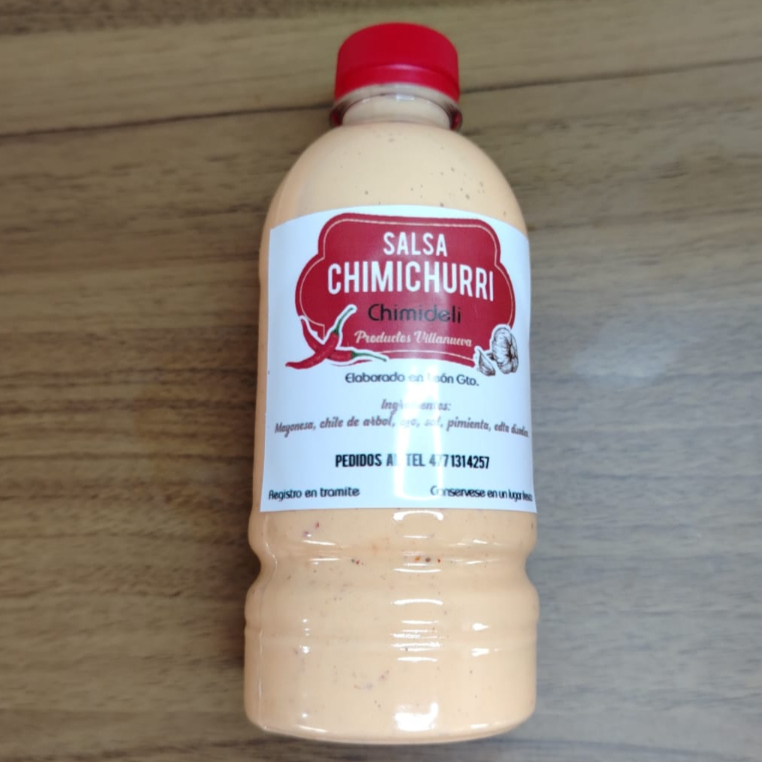 SALSA
CHIMICHURRI
Chimideli
Productos Villanueva
Elaborado en León Gto.
Ingredientes:
Mayonesa, chile de arbol, ajo, sal, pimienta,
PEDIDOS AL TEL 4771314257
Registro en tramite
Conservese en un lugar